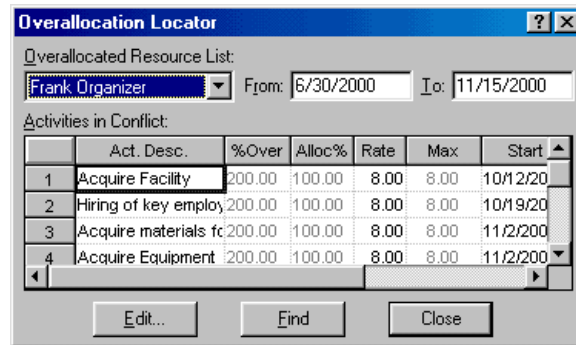 Overallocation Locator
Overallocated Resource List:
Frank Organizer From: 6/30/2000 To: 11/15/2000
Activities in Conflict:
Act. Desc. %Over Alloc% Rate Max Start
1 Acquire Facility 200.00 100.00 8.00 8.00 10/12/20
2 Hiring of key employ 200.00 100.00 8.00 8.00 10/19/20
3 Acquire materials fo 200.00 100.00 8.00 8.00 11/2/200
4 Acquire Equipment 200.00 100.00 8.00 8.00 11/2/200
Edit... Find Close